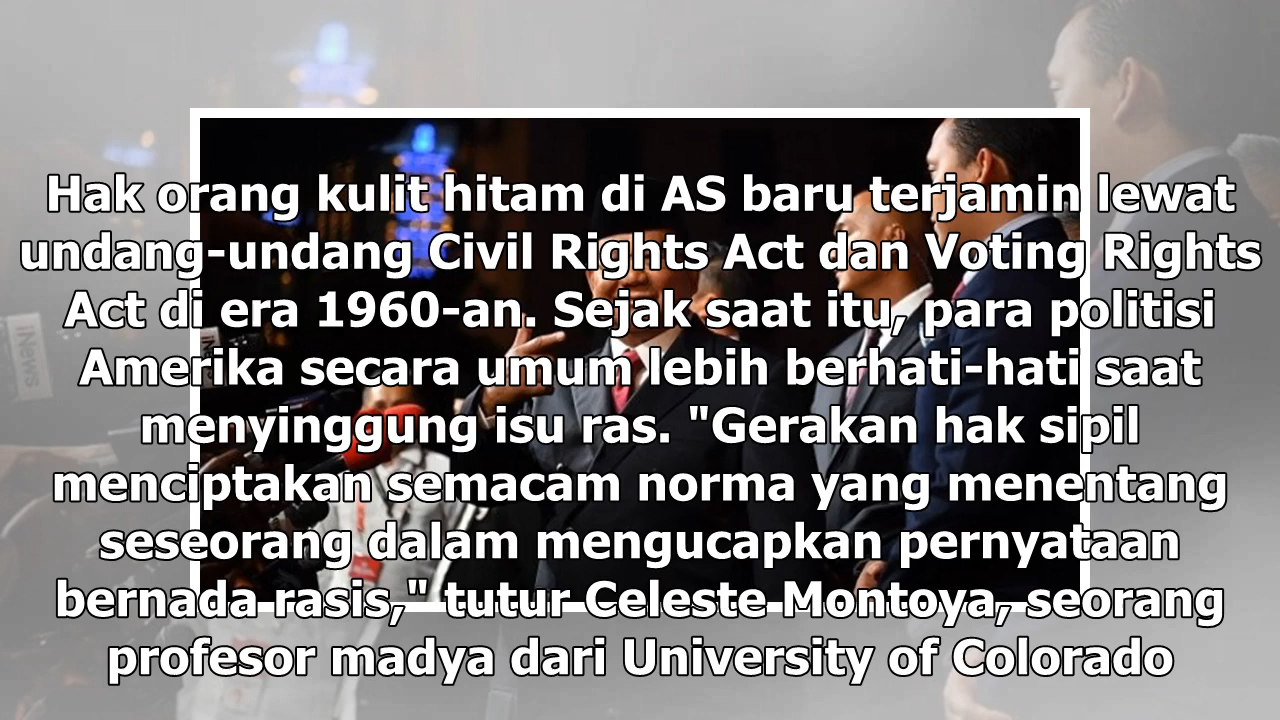 Hak orang kulit hitam di AS baru terjamin lewat
undang-undang Civil Rights Act dan Voting Rights
Act di era 1960-an. Sejak saat itu, para politisi
Amerika secara umum lebih berhati-hati saat
menyinggung isu ras. "Gerakan hak sipil
menciptakan semacam norma yang menentang
seseorang dalam mengucapkan pernyataan
bernada rasis," tutur Celeste Montoya, seorang
profesor madya dari University of Colorado
iNews